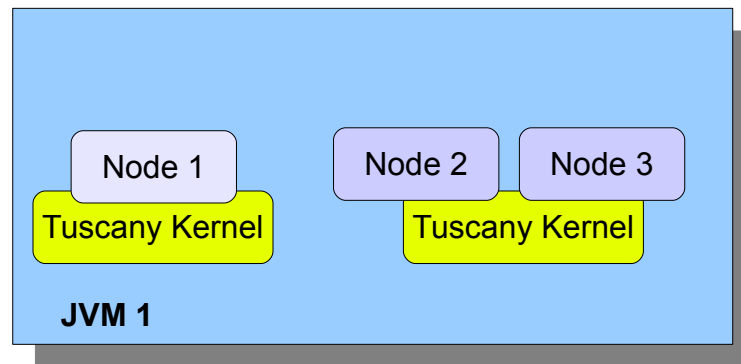 Node 1
Node 2
Node 3
Tuscany Kernel
Tuscany Kernel
JVM 1